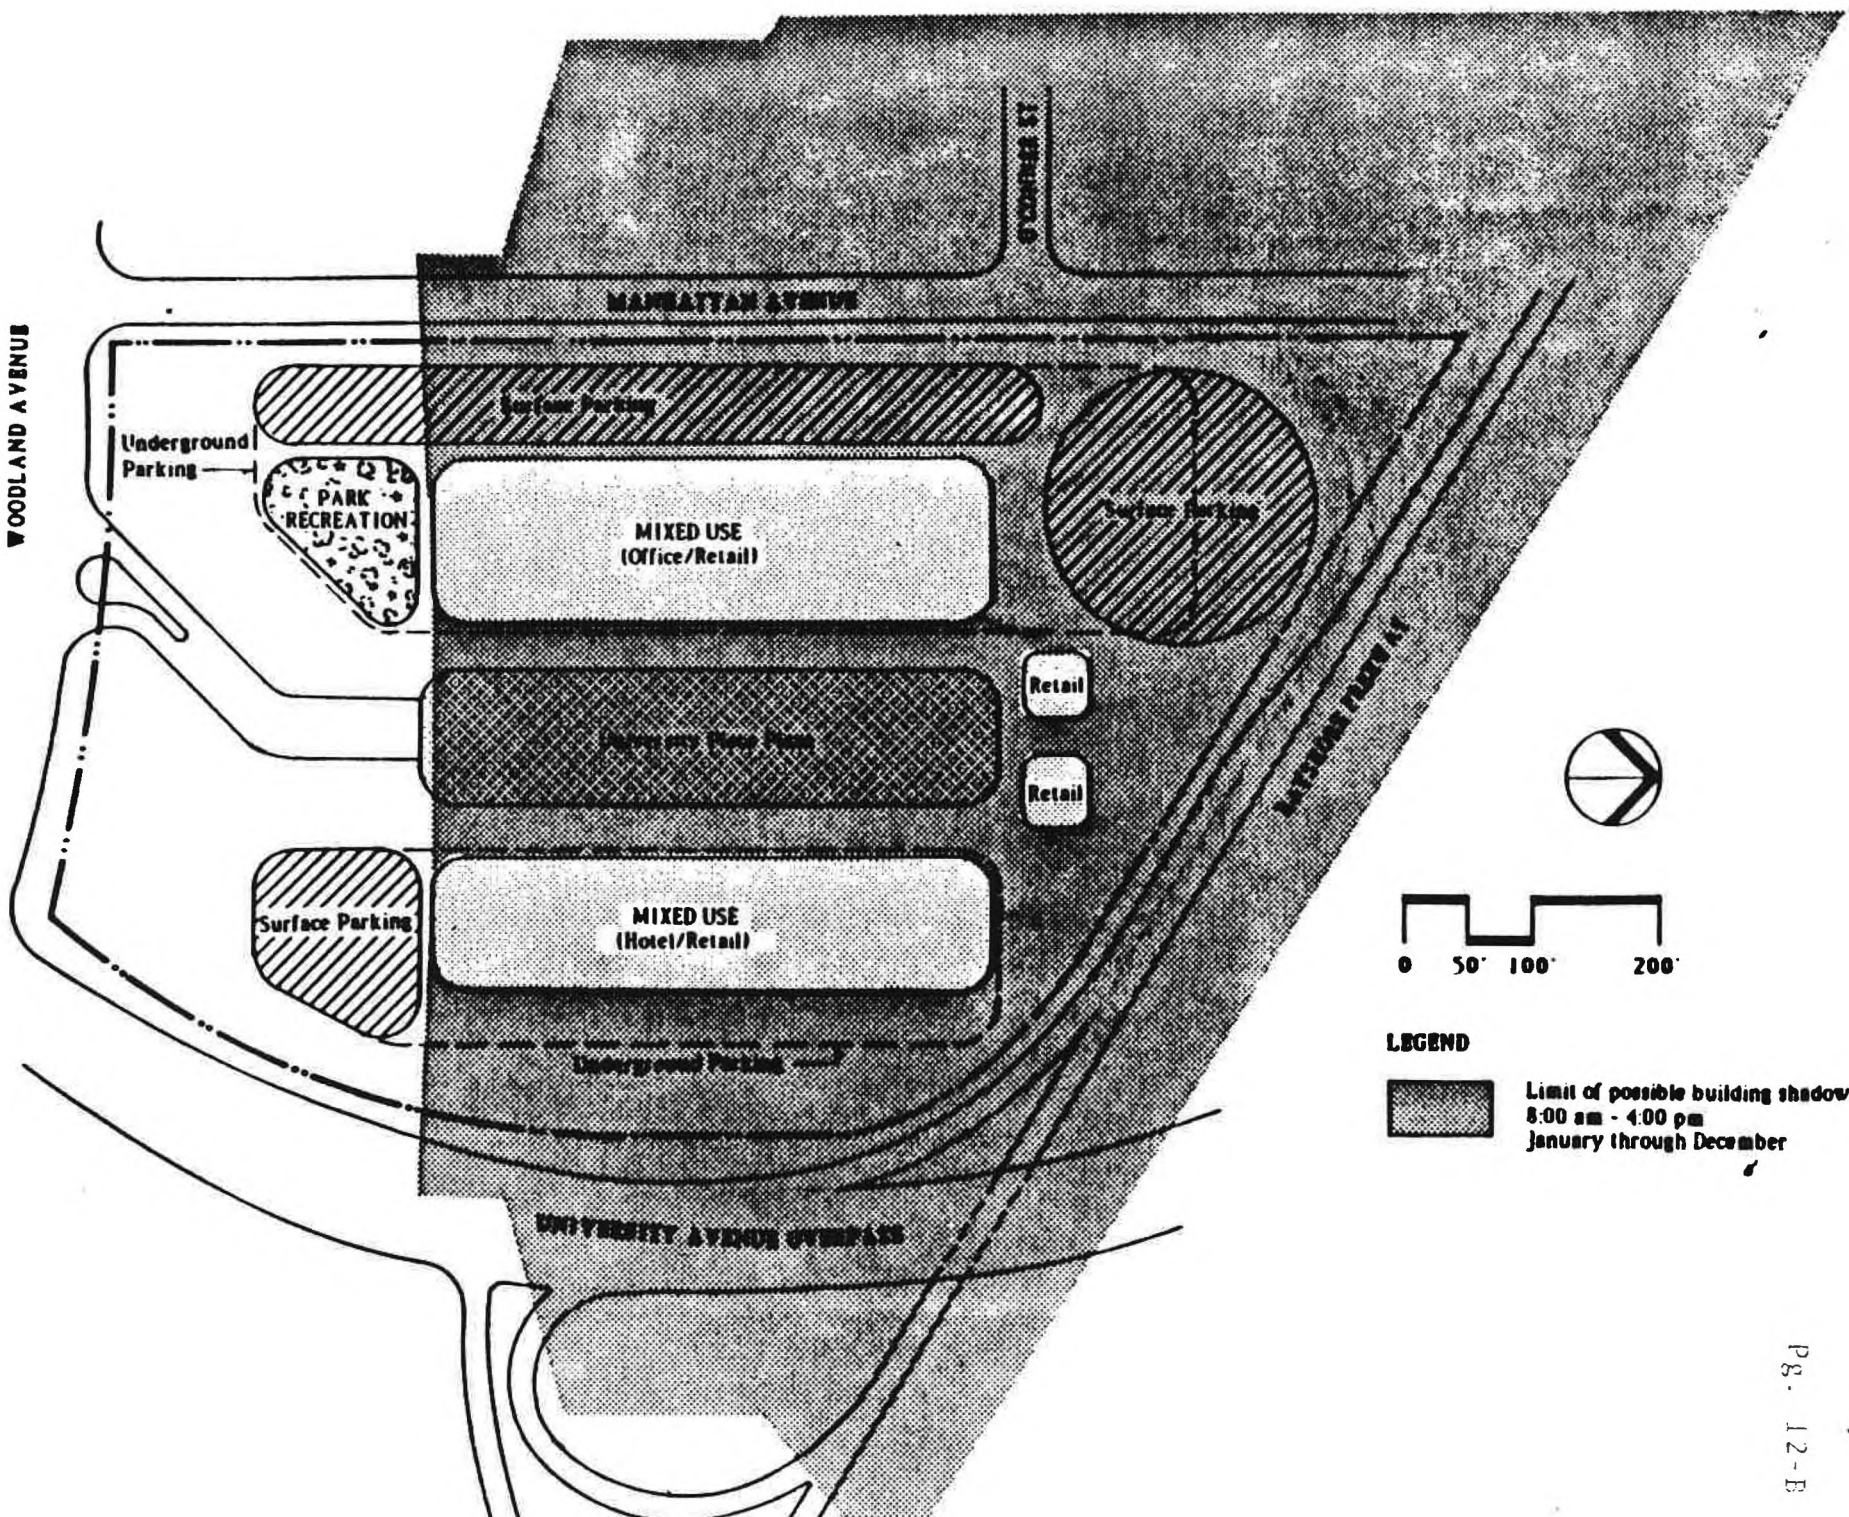 WOODLAND AVENUE
MANHATTAN AVENUE
Surface Parking
Underground
Parking
PARK
RECREATION
MIXED USE
(Office/Retail)
Surface Parking
Retail
Retail
BAYSHORE FREEWAY
MIXED USE
(Hotel/Retail)
Surface Parking
Underground Parking
UNIVERSITY AVENUE OVERPASS
0 50' 100' 200'
LEGEND
Limit of possible building shadow
8:00 am - 4:00 pm
January through December
Pg. 12-B